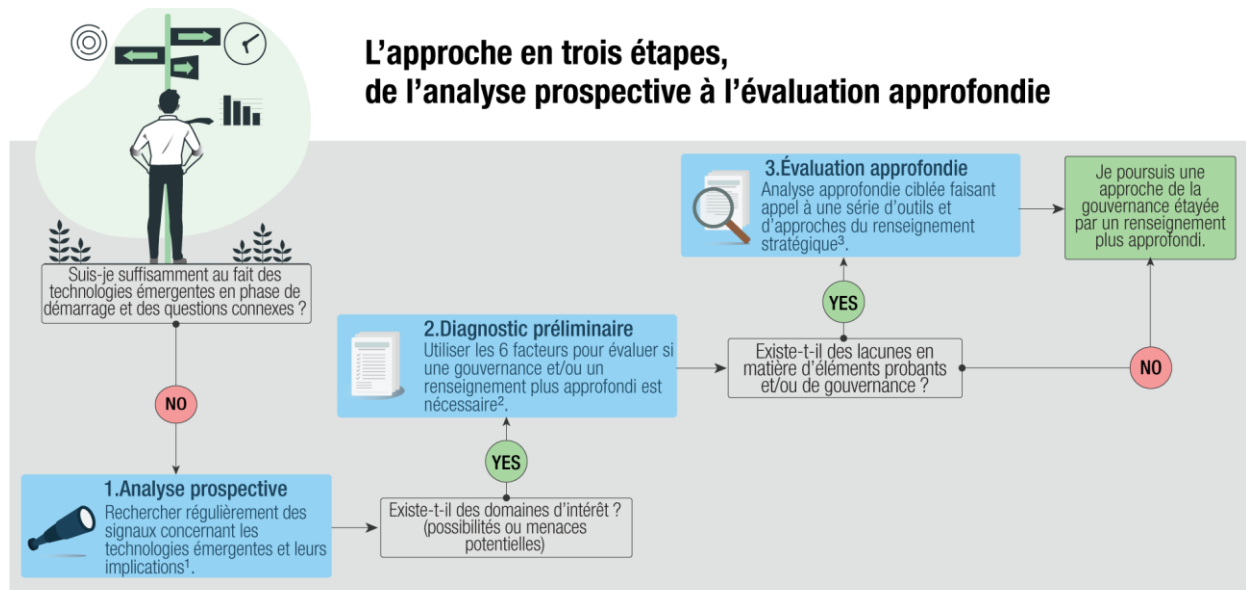 L’approche en trois étapes,
de l’analyse prospective à l’évaluation approfondie
Suis-je suffisamment au fait des
technologies émergentes en phase de
démarrage et des questions connexes ?
NO
1.Analyse prospective
Rechercher régulièrement des
signaux concernant les
technologies émergentes et leurs
implications¹.
Existe-t-il des domaines d’intérêt ?
(possibilités ou menaces
potentielles)
YES
2.Diagnostic préliminaire
Utiliser les 6 facteurs pour évaluer si
une gouvernance et/ou un
renseignement plus approfondi est
nécessaire².
Existe-t-il des lacunes en
matière d’éléments probants
et/ou de gouvernance ?
YES
NO
3.Évaluation approfondie
Analyse approfondie ciblée faisant
appel à une série d’outils et
d’approches du renseignement
stratégique³.
Je poursuis une
approche de la
gouvernance étayée
par un renseignement
plus approfondi.